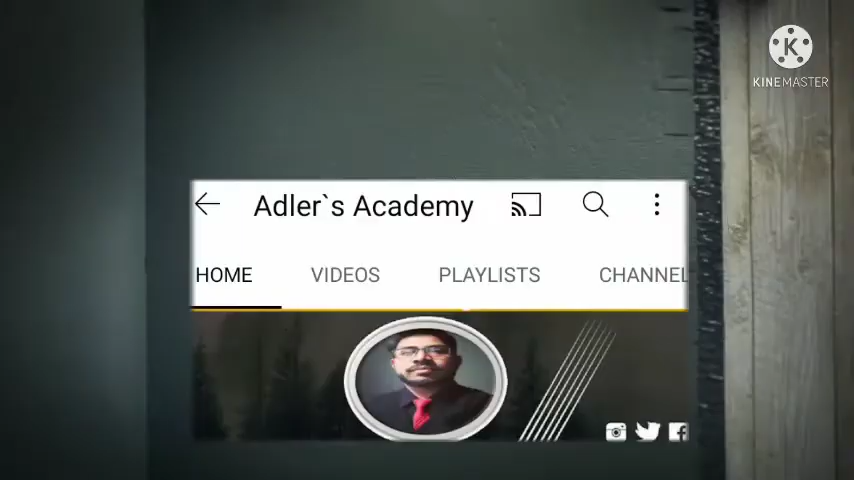 K
KINEMASTER
Adler`s Academy
HOME VIDEOS PLAYLISTS CHANNEL